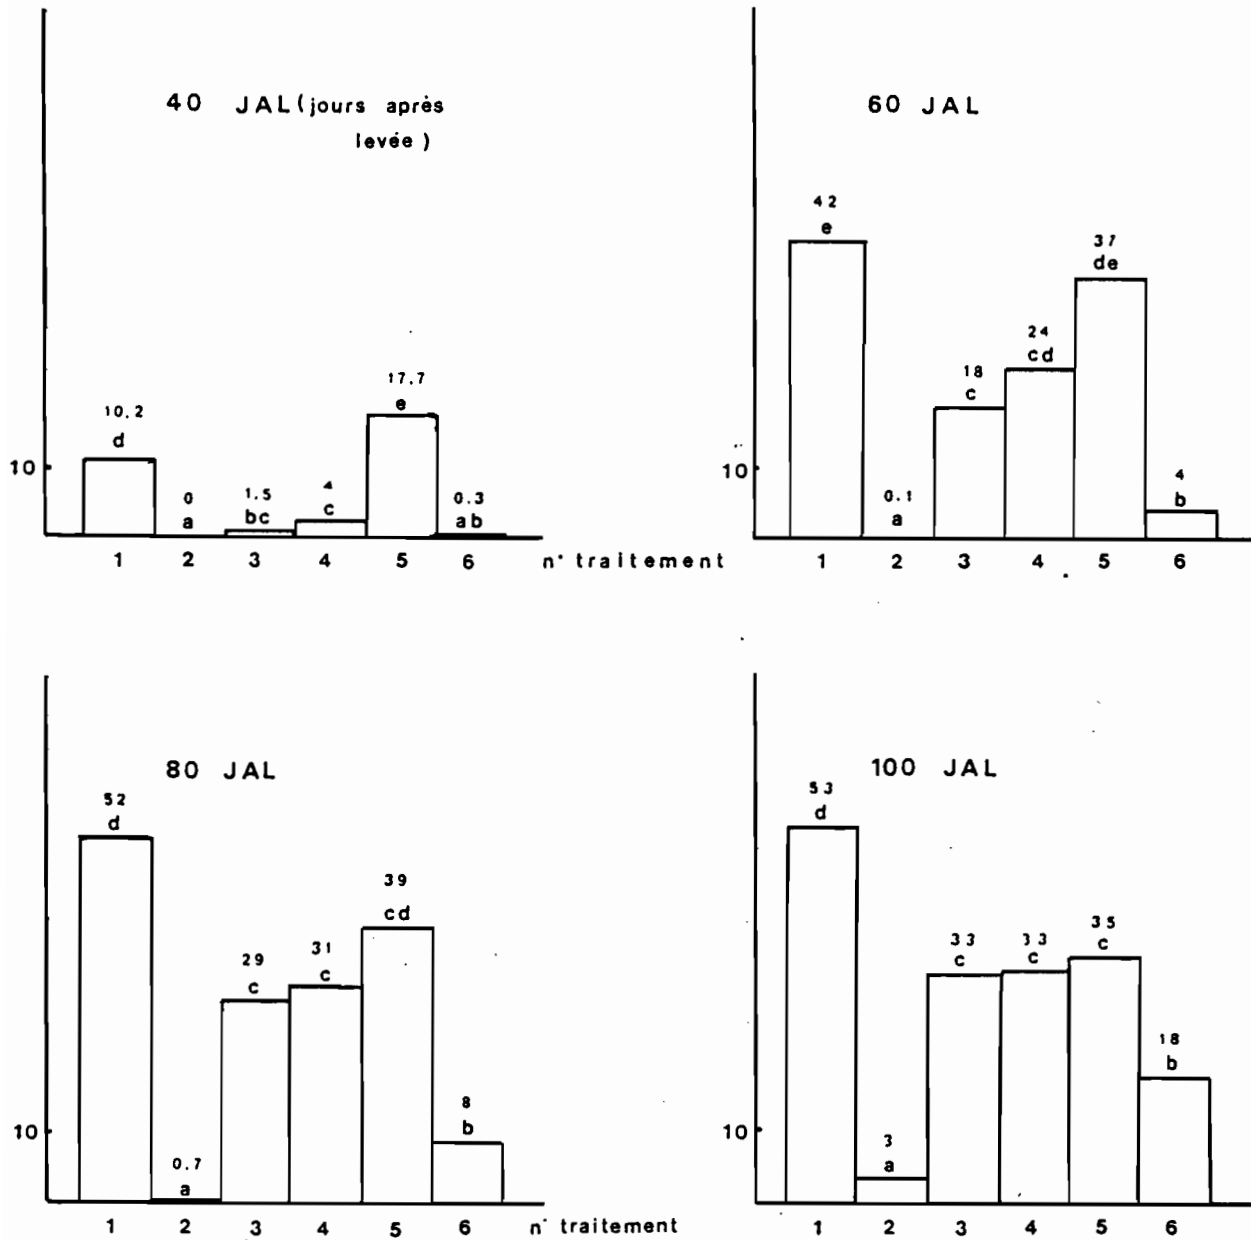 40 JAL (jours après
levée)
10,2
d
0
a
1.5
bc
4
c
17,7
e
0.3
ab
10
1 2 3 4 5 6 n° traitement
60 JAL
42
e
0.1
a
18
c
24
cd
37
de
4
b
10
1 2 3 4 5 6
80 JAL
52
d
0.7
a
29
c
31
c
39
cd
8
b
10
1 2 3 4 5 6 n° traitement
100 JAL
53
d
3
a
33
c
33
c
35
c
18
b
10
1 2 3 4 5 6